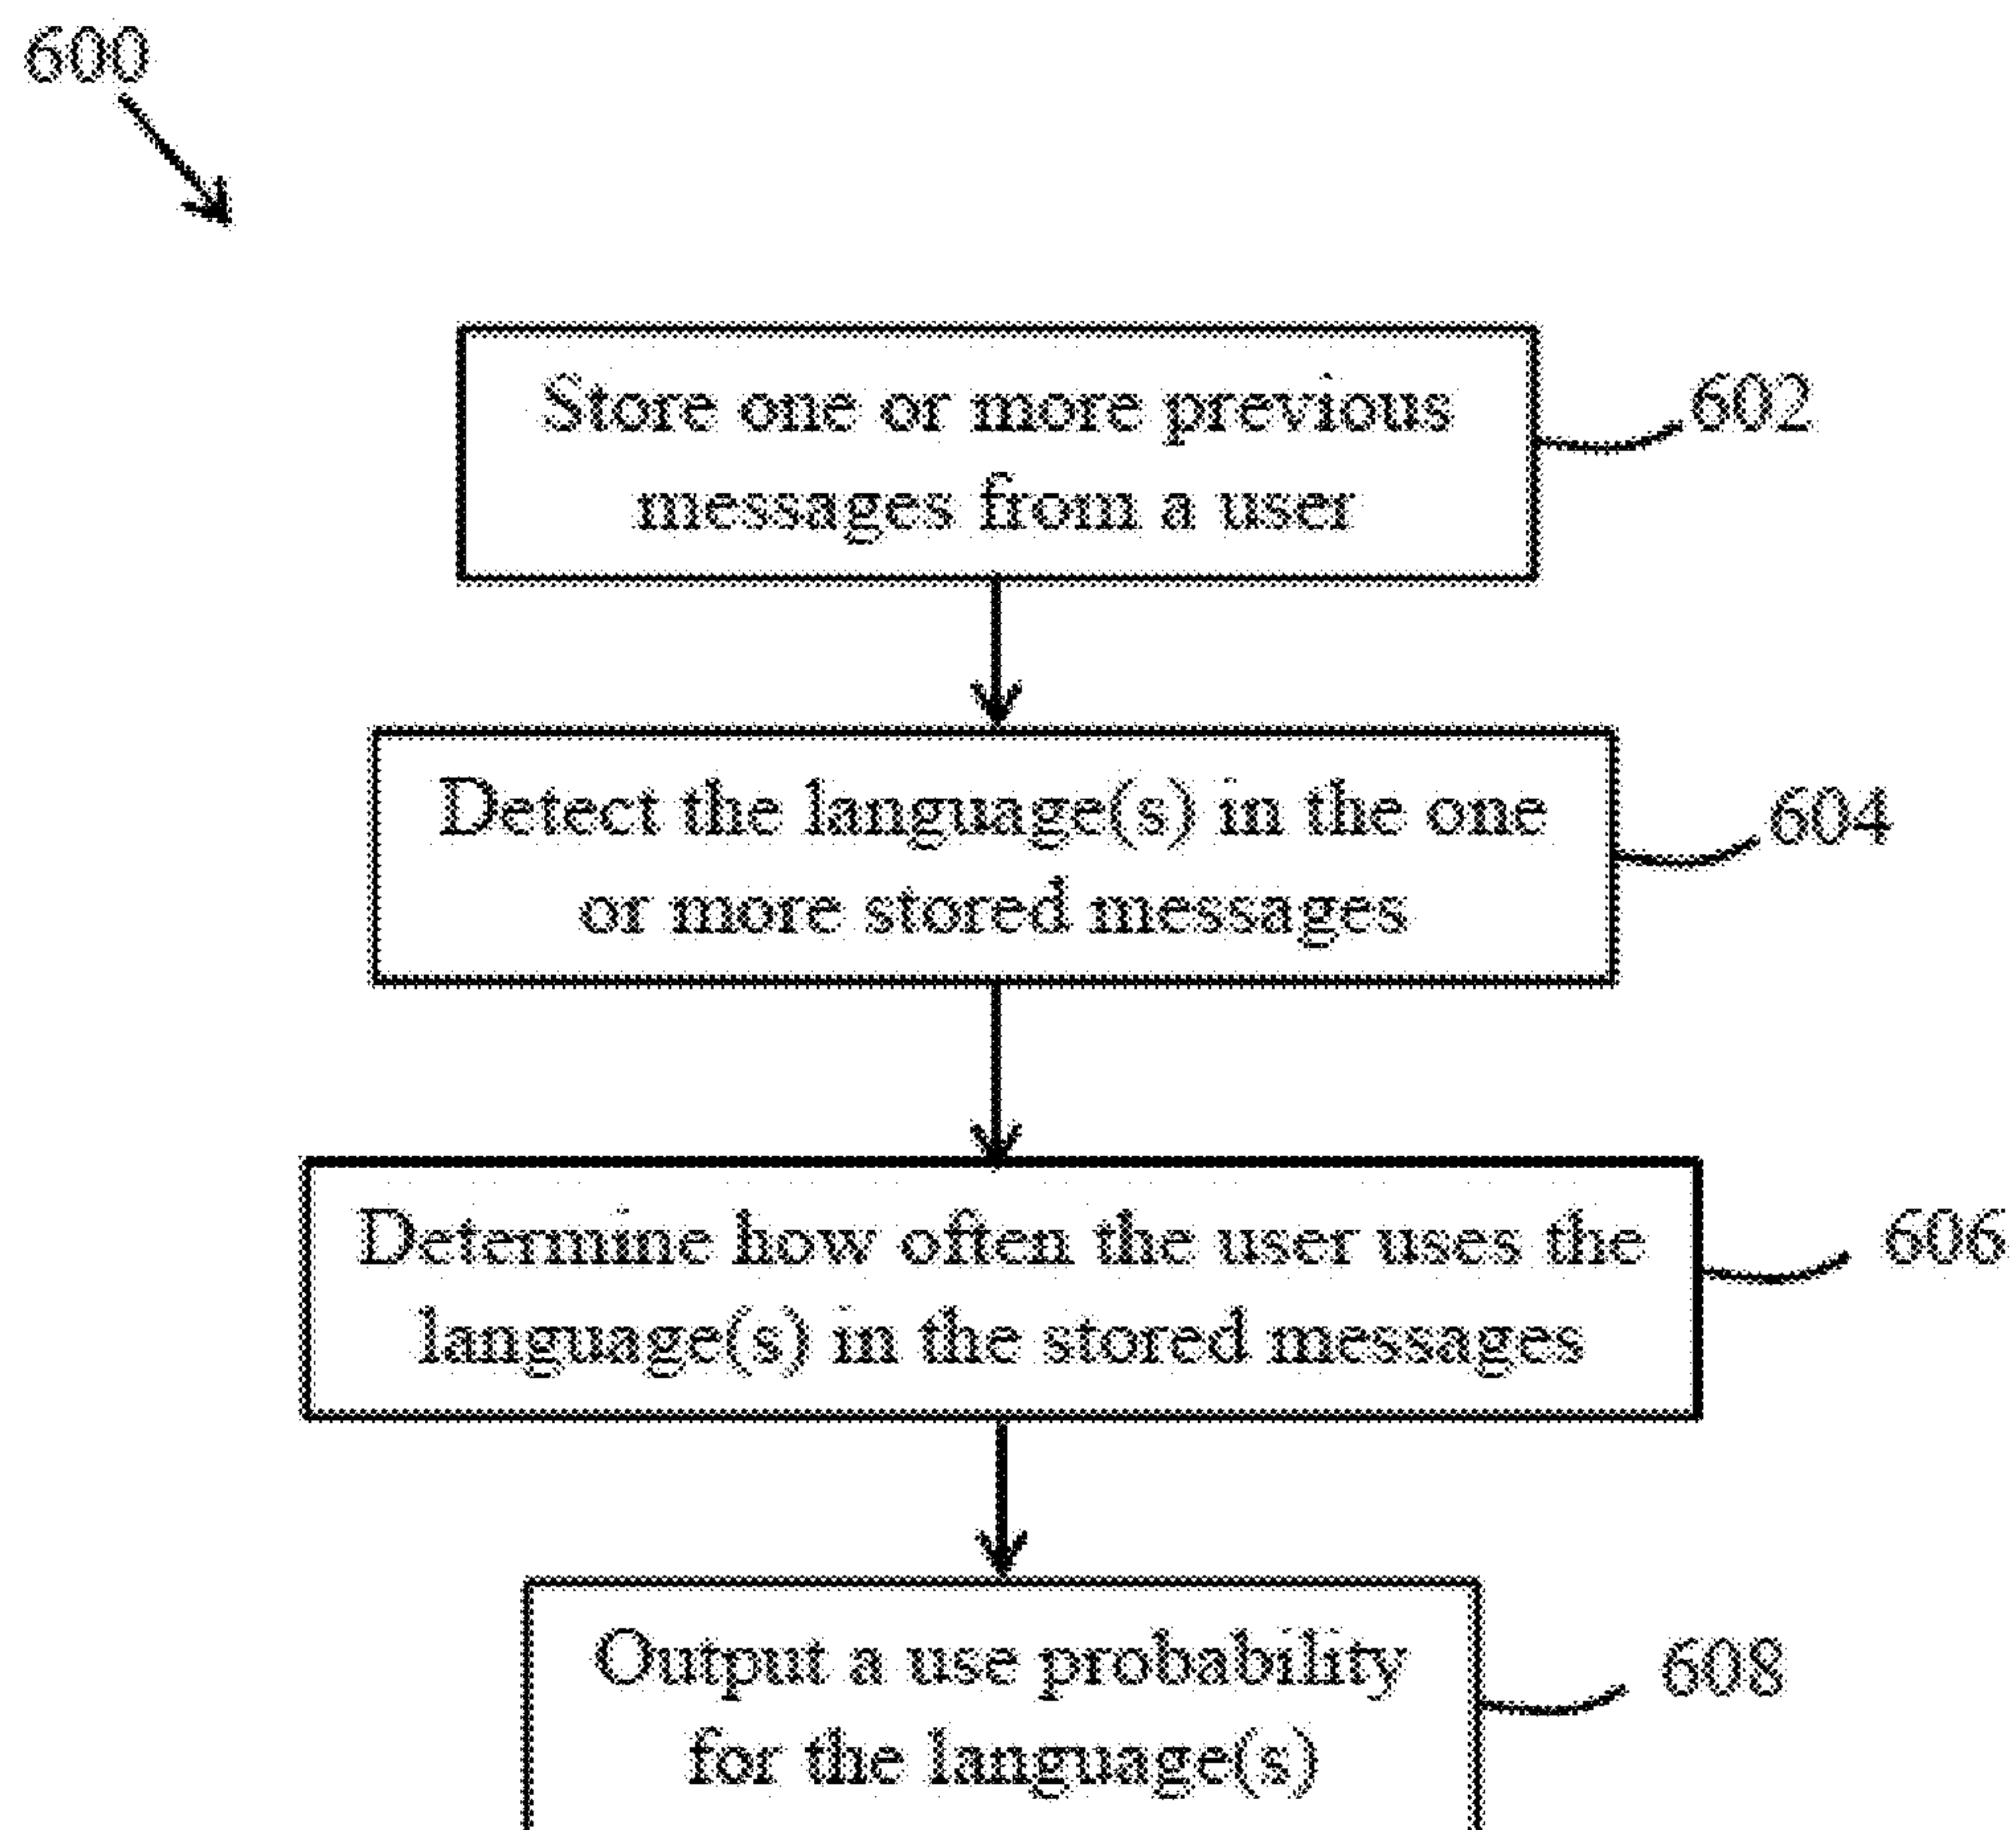 600
Store one or more previous
messages from a user
602
Detect the language(s) in the one
or more stored messages
604
Determine how often the user uses the
language(s) in the stored messages
606
Output a use probability
for the language(s)
608